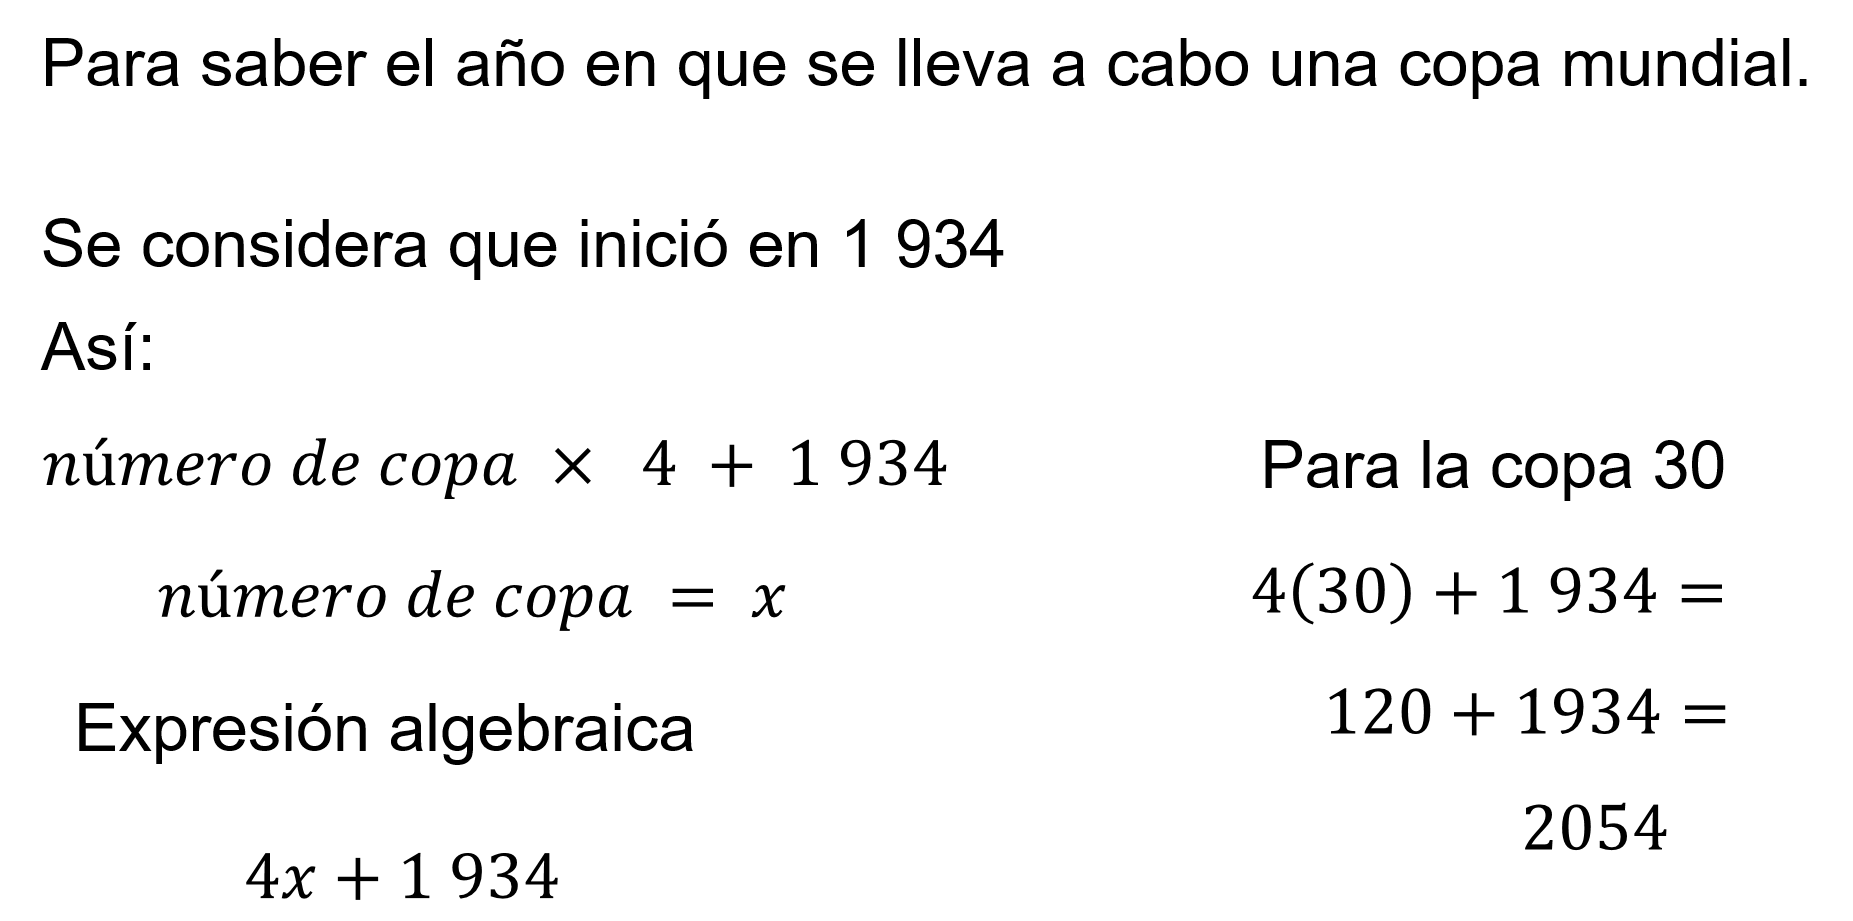 Para saber el año en que se lleva a cabo una copa mundial.
Se considera que inició en 1 934
Así:
número de copa × 4 + 1 934
número de copa = x
Expresión algebraica
4x + 1 934
Para la copa 30
4(30) + 1 934 =
120 + 1934 =
2054